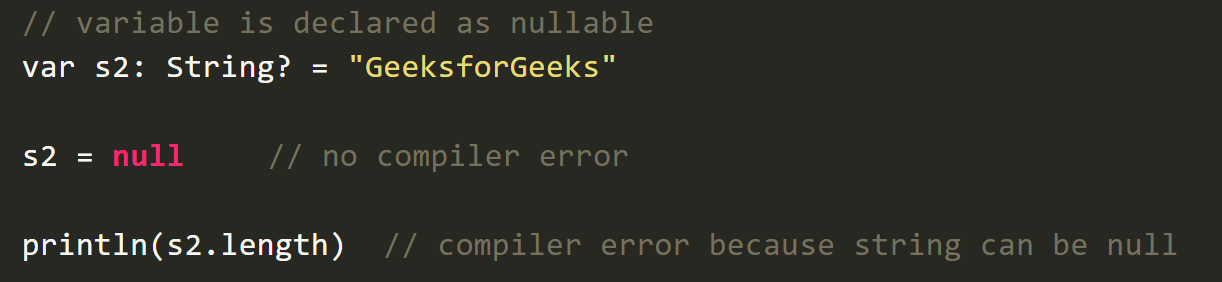 // variable is declared as nullable
var s2: String? = "GeeksforGeeks"
s2 = null     // no compiler error
println(s2.length)  // compiler error because string can be null